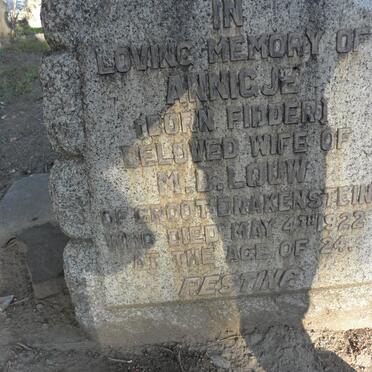 IN
LOVING MEMORY OF
ANNIGJE
(BORN FIDDER)
BELOVED WIFE OF
M. B. LOUW
OF GROOT DRAKENSTEIN
WHO DIED MAY 4TH 1922
AT THE AGE OF 24.
RESTING